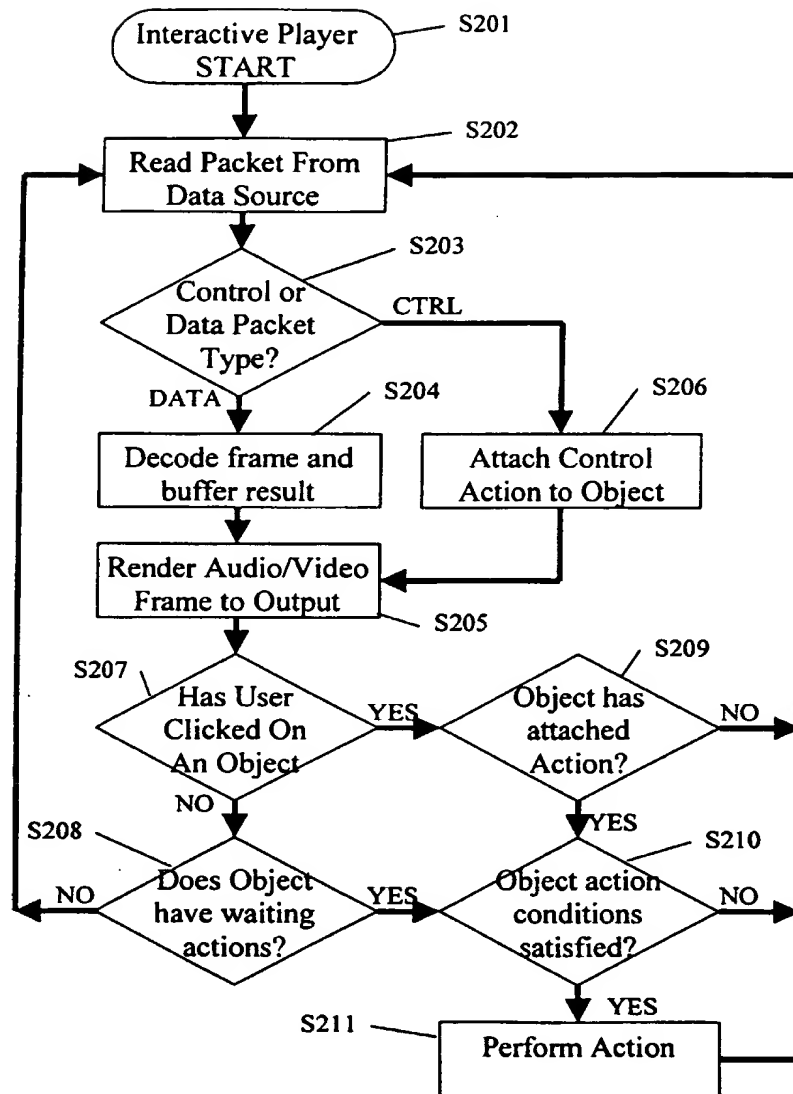 Interactive Player
START
S201
S202
Read Packet From
Data Source
S203
Control or
Data Packet
Type?
CTRL
DATA
S204
S206
Decode frame and
buffer result
Attach Control
Action to Object
Render Audio/Video
Frame to Output
S205
S207
S209
Has User
Clicked On
An Object
YES
Object has
attached
Action?
NO
NO
YES
S208
S210
NO
Does Object
have waiting
actions?
YES
Object action
conditions
satisfied?
NO
YES
S211
Perform Action